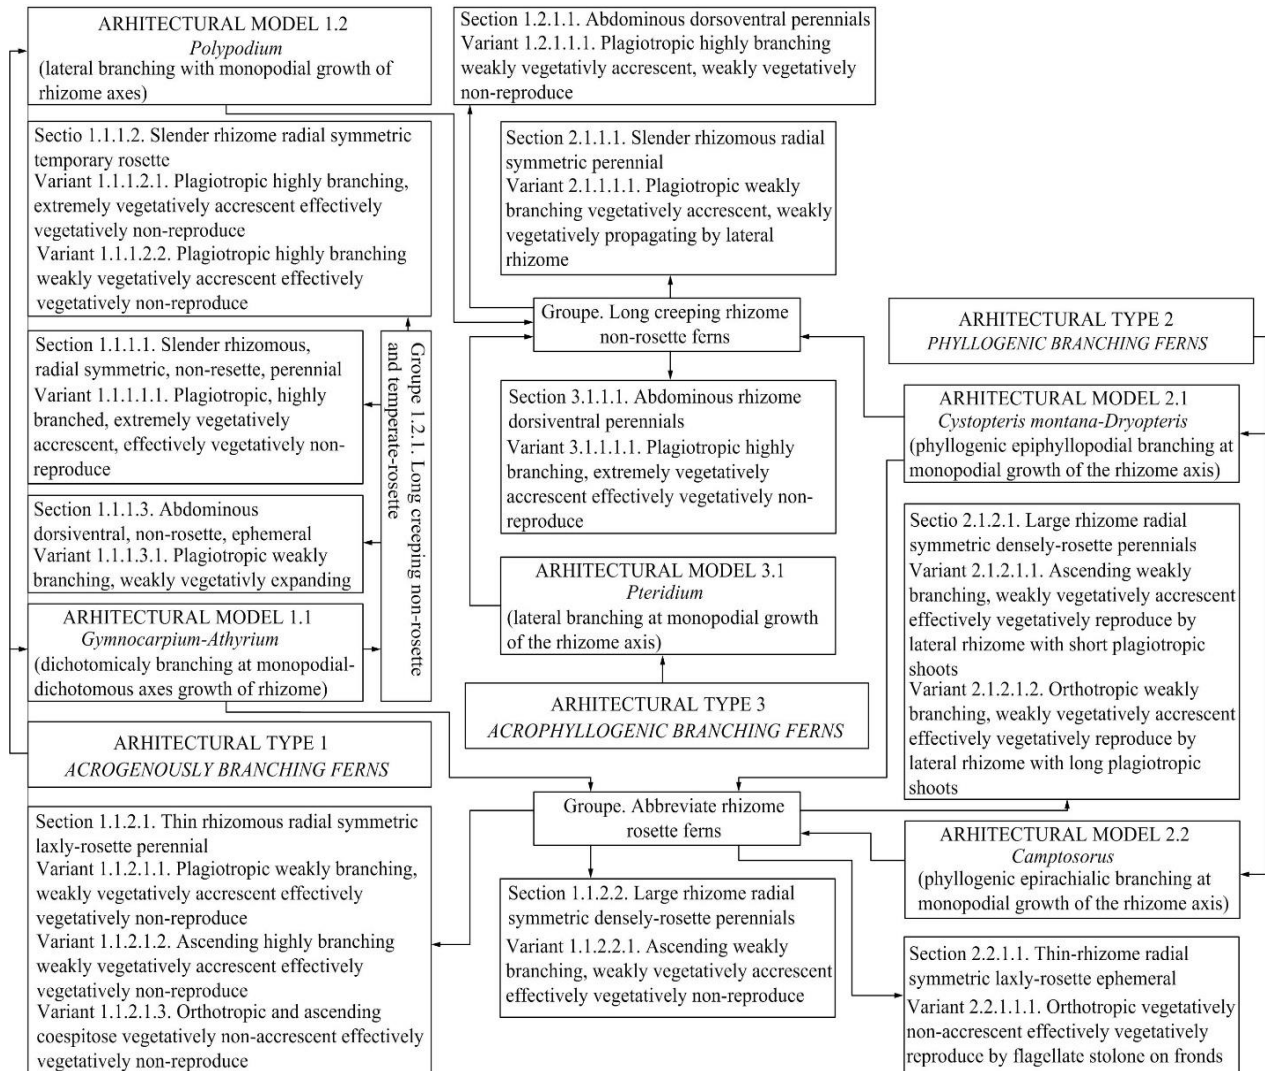 ARHITECTURAL MODEL 1.2
Polypodium
(lateral branching with monopodial growth of
rhizome axes)
Sectio 1.1.1.2. Slender rhizome radial symmetric
temporary rosette
Variant 1.1.1.2.1. Plagiotropic highly branching,
extremely vegetatively accrescent effectively
vegetatively non-reproduce
Variant 1.1.1.2.2. Plagiotropic highly branching
weakly vegetatively accrescent effectively
vegetatively non-reproduce
Section 1.1.1.1. Slender rhizomous,
radial symmetric, non-resette, perennial
Variant 1.1.1.1.1. Plagiotropic, highly
branched, extremely vegetatively
accrescent, effectively vegetatively non-
reproduce
Section 1.1.1.3. Abdominous
dorsiventral, non-rosette, ephemeral
Variant 1.1.1.3.1. Plagiotropic weakly
branching, weakly vegetativly expanding
ARHITECTURAL MODEL 1.1
Gymnocarpium-Athyrium
(dichotomicaly branching at monopodial-
dichotomous axes growth of rhizome)
Groupe 1.2.1. Long creeping non-rosette
and temperate-rosette
ARHITECTURAL TYPE 1
ACROGENOUSLY BRANCHING FERNS
Section 1.1.2.1. Thin rhizomous radial symmetric
laxly-rosette perennial
Variant 1.1.2.1.1. Plagiotropic weakly branching,
weakly vegetatively accrescent effectively
vegetatively non-reproduce
Variant 1.1.2.1.2. Ascending highly branching
weakly vegetatively accrescent effectively
vegetatively non-reproduce
Variant 1.1.2.1.3. Orthotropic and ascending
coespitose vegetatively non-accrescent effectively
vegetatively non-reproduce
Section 1.2.1.1. Abdominous dorsoventral perennials
Variant 1.2.1.1.1. Plagiotropic highly branching
weakly vegetativly accrescent, weakly vegetatively
non-reproduce
Section 2.1.1.1. Slender rhizomous radial
symmetric perennial
Variant 2.1.1.1.1. Plagiotropic weakly
branching vegetatively accrescent, weakly
vegetatively propagating by lateral
rhizome
Groupe. Long creeping rhizome
non-rosette ferns
Section 3.1.1.1. Abdominous rhizome
dorsiventral perennials
Variant 3.1.1.1.1. Plagiotropic highly
branching, extremely vegetatively
accrescent effectively vegetatively non-
reproduce
ARHITECTURAL MODEL 3.1
Pteridium
(lateral branching at monopodial growth
of the rhizome axis)
ARHITECTURAL TYPE 3
ACROPHYLLOGENIC BRANCHING FERNS
Groupe. Abbreviate rhizome
rosette ferns
Section 1.1.2.2. Large rhizome radial
symmetric densely-rosette perennials
Variant 1.1.2.2.1. Ascending weakly
branching, weakly vegetatively accrescent
effectively vegetatively non-reproduce
ARHITECTURAL TYPE 2
PHYLLOGENIC BRANCHING FERNS
ARHITECTURAL MODEL 2.1
Cystopteris montana-Dryopteris
(phyllogenic epiphyllopodial branching at
monopodial growth of the rhizome axis)
Sectio 2.1.2.1. Large rhizome radial
symmetric densely-rosette perennials
Variant 2.1.2.1.1. Ascending weakly
branching, weakly vegetatively accrescent
effectively vegetatively reproduce by
lateral rhizome with short plagiotropic
shoots
Variant 2.1.2.1.2. Orthotropic weakly
branching, weakly vegetatively accrescent
effectively vegetatively reproduce by
lateral rhizome with long plagiotropic
shoots
ARHITECTURAL MODEL 2.2
Camptosorus
(phyllogenic epirachialic branching at
monopodial growth of the rhizome axis)
Section 2.2.1.1. Thin-rhizome radial
symmetric laxly-rosette ephemeral
Variant 2.2.1.1.1. Orthotropic vegetatively
non-accrescent effectively vegetatively
reproduce by flagellate stolone on fronds